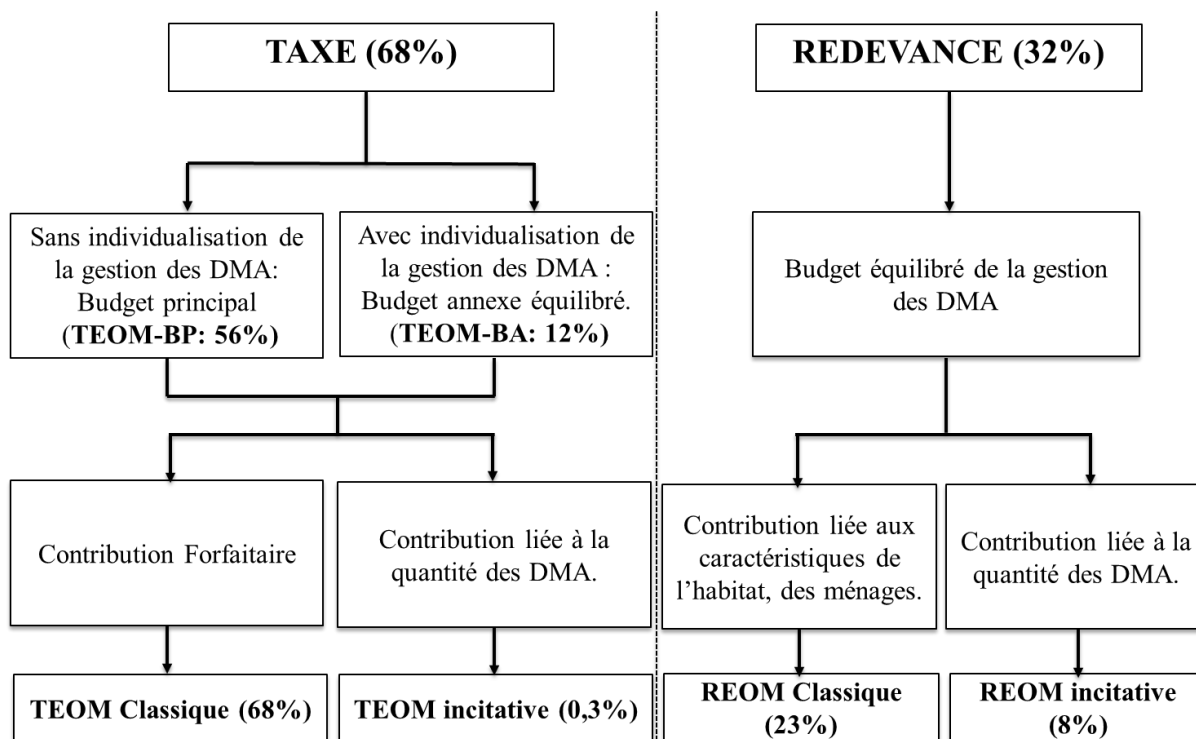 TAXE (68%)
REDEVANCE (32%)
Sans individualisation de
la gestion des DMA:
Budget principal
(TEOM-BP: 56%)
Avec individualisation de
la gestion des DMA :
Budget annexe équilibré.
(TEOM-BA: 12%)
Budget équilibré de la gestion
des DMA
Contribution Forfaitaire
Contribution liée à la
quantité des DMA.
Contribution liée aux
caractéristiques de
l’habitat, des ménages.
Contribution liée à la
quantité des DMA.
TEOM Classique (68%)
TEOM incitative (0,3%)
REOM Classique
(23%)
REOM incitative
(8%)